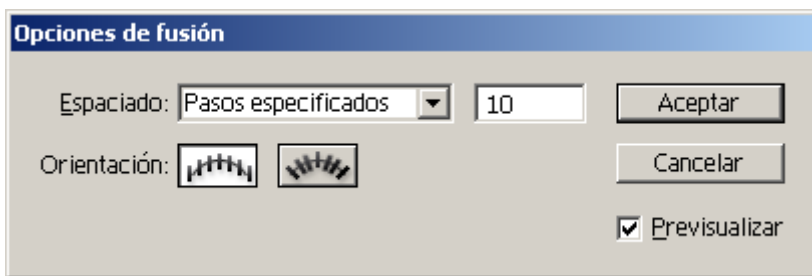 Opciones de fusión
Espaciado: Pasos especificados 10 Aceptar
Orientación: Cancelar
Previsualizar